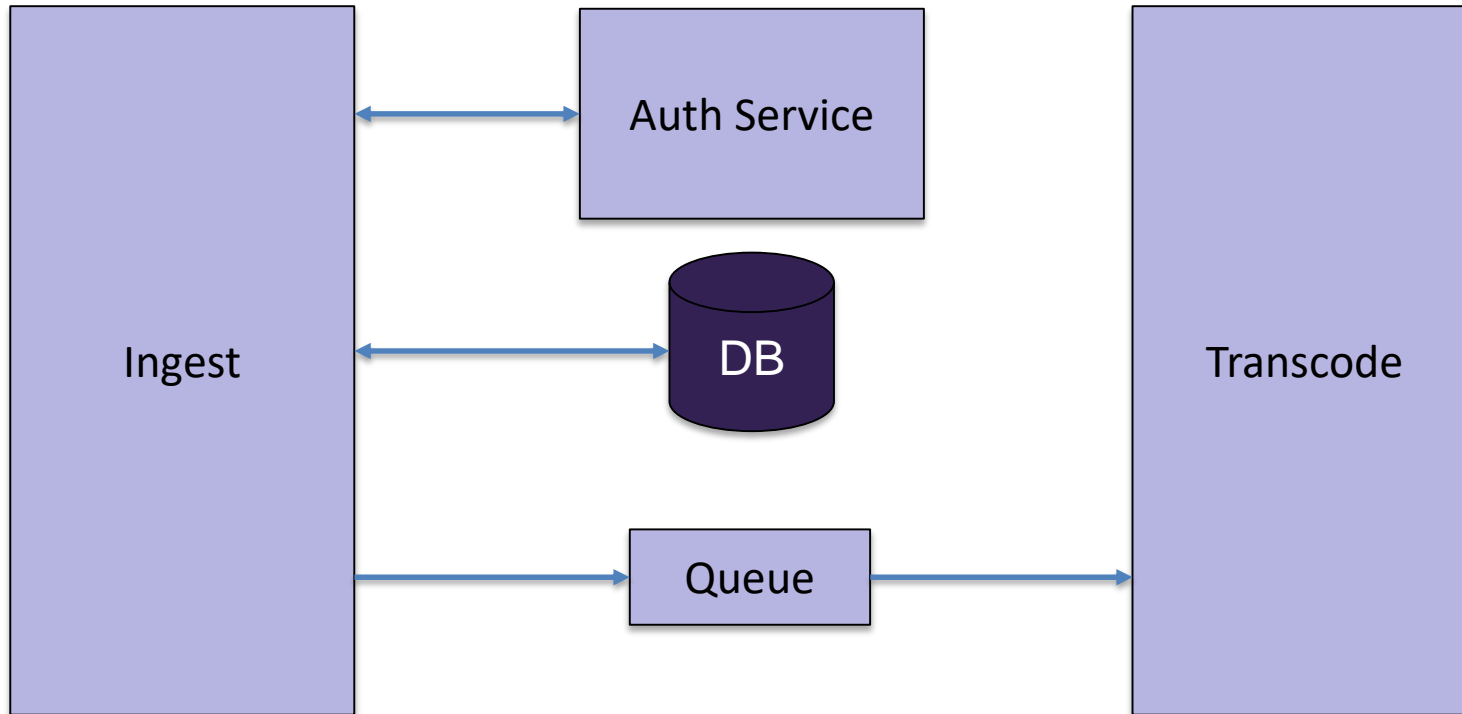 Auth Service
Ingest
DB
Transcode
Queue